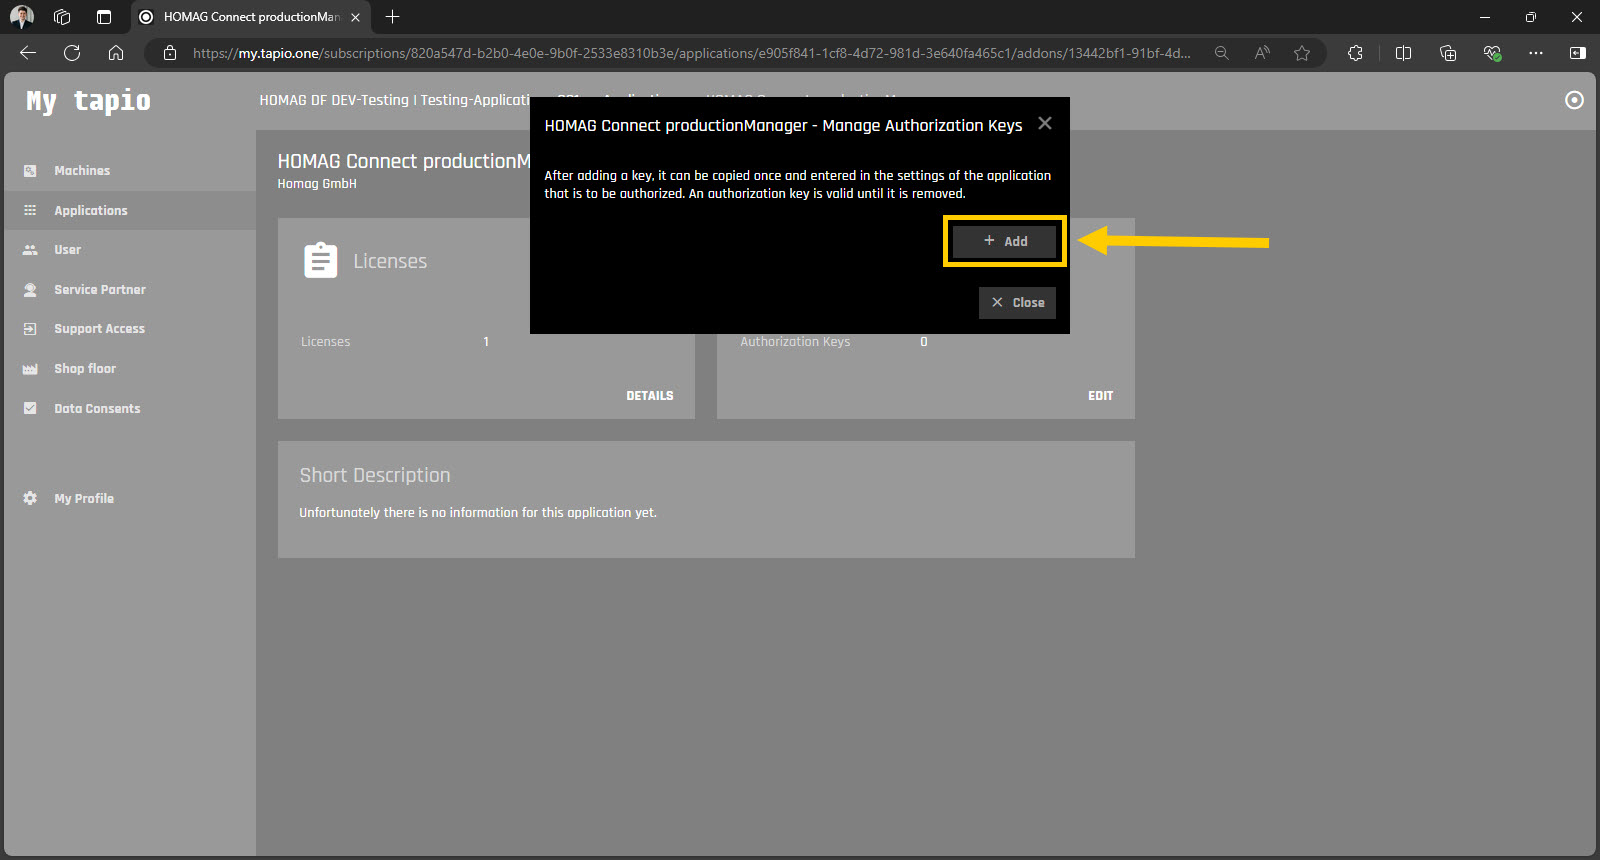 HOMAG Connect productionMan
https://my.tapio.one/subscriptions/820a547d-b2b0-4e0e-9b0f-2533e8310b3e/applications/e905f841-1cf8-4d72-981d-3e640fa465c1/addons/13442bf1-91bf-4d...
My tapio
HOMAG DF DEV-Testing | Testing-Applicati
Machines
Applications
User
Service Partner
Support Access
Shop floor
Data Consents
My Profile
HOMAG Connect productionM
Homag GmbH
HOMAG Connect productionManager - Manage Authorization Keys
After adding a key, it can be copied once and entered in the settings of the application
that is to be authorized. An authorization key is valid until it is removed.
+ Add
× Close
Licenses
Licenses 1
DETAILS
Authorization Keys 0
EDIT
Short Description
Unfortunately there is no information for this application yet.